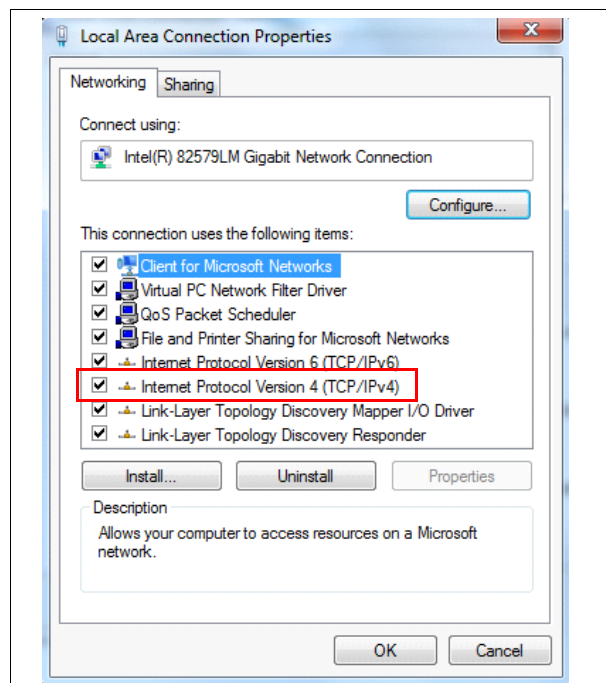 Local Area Connection Properties
Networking
Sharing
Connect using:
Intel(R) 82579LM Gigabit Network Connection
Configure...
This connection uses the following items:
Client for Microsoft Networks
Virtual PC Network Filter Driver
QoS Packet Scheduler
File and Printer Sharing for Microsoft Networks
Internet Protocol Version 6 (TCP/IPv6)
Internet Protocol Version 4 (TCP/IPv4)
Link-Layer Topology Discovery Mapper I/O Driver
Link-Layer Topology Discovery Responder
Install...
Uninstall
Properties
Description
Allows your computer to access resources on a Microsoft
network.
OK
Cancel